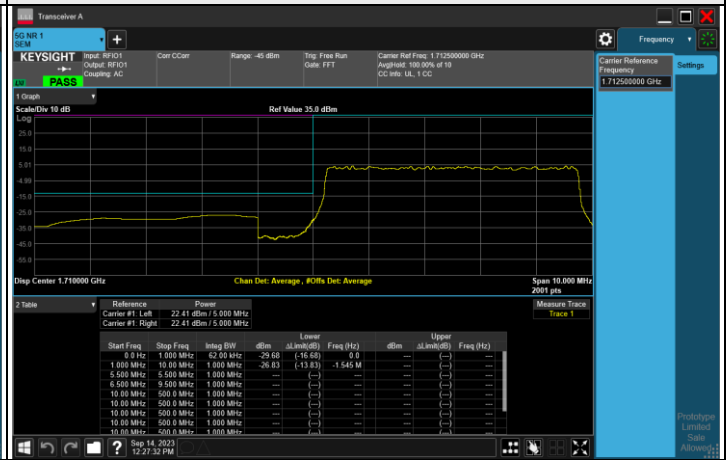 Transceiver A
5G NR 1
SEM
Frequency
KEYSIGHT
Input: RFIO1
Output: RFIO1
Coupling: AC
Corr CCorr
Range: -45 dBm
Trig: Free Run
Gate: FFT
Carrier Ref Freq: 1.712500000 GHz
Avg|Hold: 100.00% of 10
CC Info: UL, 1 CC
PASS
Carrier Reference
Frequency
1.712500000 GHz
Settings
1 Graph
Scale/Div 10 dB
Ref Value 35.0 dBm
Log
25.0
15.0
5.01
-4.99
-15.0
-25.0
-35.0
-45.0
-55.0
Disp Center 1.710000 GHz
Chan Det: Average, #Offs Det: Average
Span 10.000 MHz
2001 pts
2 Table
Reference Power
Carrier #1: Left 22.41 dBm / 5.000 MHz
Carrier #1: Right 22.41 dBm / 5.000 MHz
Measure Trace
Trace 1
Lower Upper
Start Freq Stop Freq Integ BW dBm ΔLimit(dB) Freq (Hz) dBm ΔLimit(dB) Freq (Hz)
0.0 Hz 1.000 MHz 62.00 kHz -29.68 (-16.68) 0.0 --- (---) ---
1.000 MHz 10.00 MHz 1.000 MHz -26.83 (-13.83) -1.545 M --- (---) ---
5.500 MHz 5.500 MHz 1.000 MHz --- (---) --- --- (---) ---
6.500 MHz 9.500 MHz 1.000 MHz --- (---) --- --- (---) ---
10.00 MHz 500.0 MHz 1.000 MHz --- (---) --- --- (---) ---
10.00 MHz 500.0 MHz 1.000 MHz --- (---) --- --- (---) ---
10.00 MHz 500.0 MHz 1.000 MHz --- (---) --- --- (---) ---
10.00 MHz 500.0 MHz 1.000 MHz --- (---) --- --- (---) ---
10.00 MHz 500.0 MHz 1.000 MHz --- (---) --- --- (---) ---
Sep 14, 2023
12:27:32 PM
Prototype
Limited
Sale
Allowed